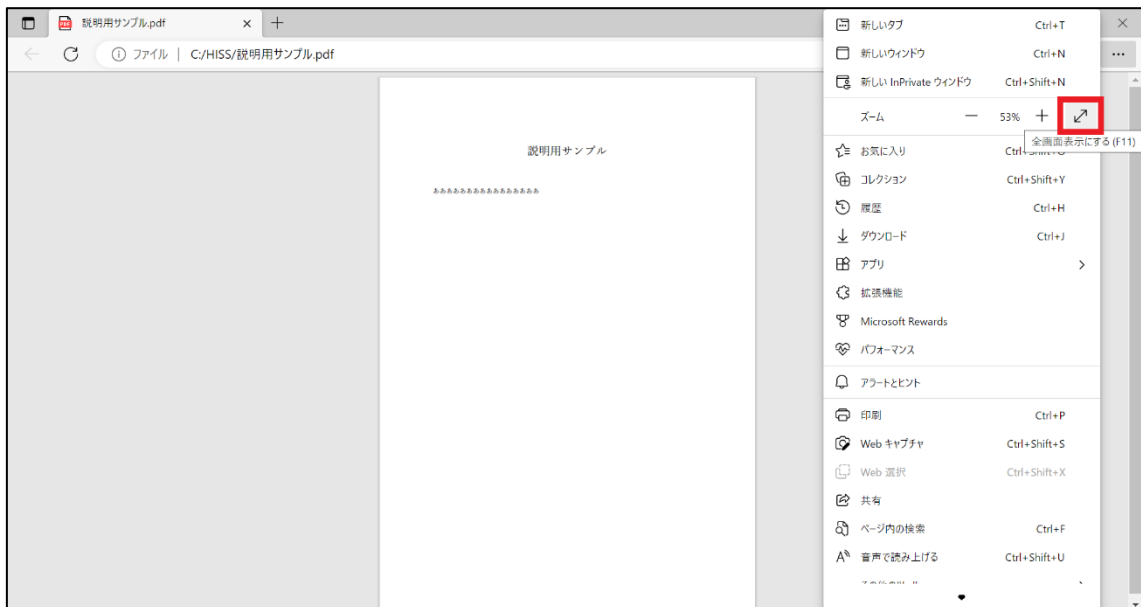 説明用サンプル.pdf
ファイル | C:/HISS/説明用サンプル.pdf
説明用サンプル
ああああああああああああああああ
新しいタブ Ctrl+T
新しいウィンドウ Ctrl+N
新しい InPrivate ウィンドウ Ctrl+Shift+N
ズーム 53%
全画面表示にする (F11)
お気に入り
コレクション Ctrl+Shift+Y
履歴 Ctrl+H
ダウンロード Ctrl+J
アプリ
拡張機能
Microsoft Rewards
パフォーマンス
アラートとヒント
印刷 Ctrl+P
Web キャプチャ Ctrl+Shift+S
Web 選択 Ctrl+Shift+X
共有
ページ内の検索 Ctrl+F
音声で読み上げる Ctrl+Shift+U